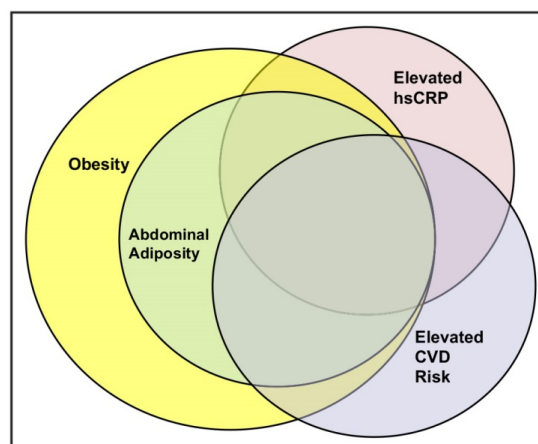 Elevated
hsCRP
Obesity
Abdominal
Adiposity
Elevated
CVD
Risk